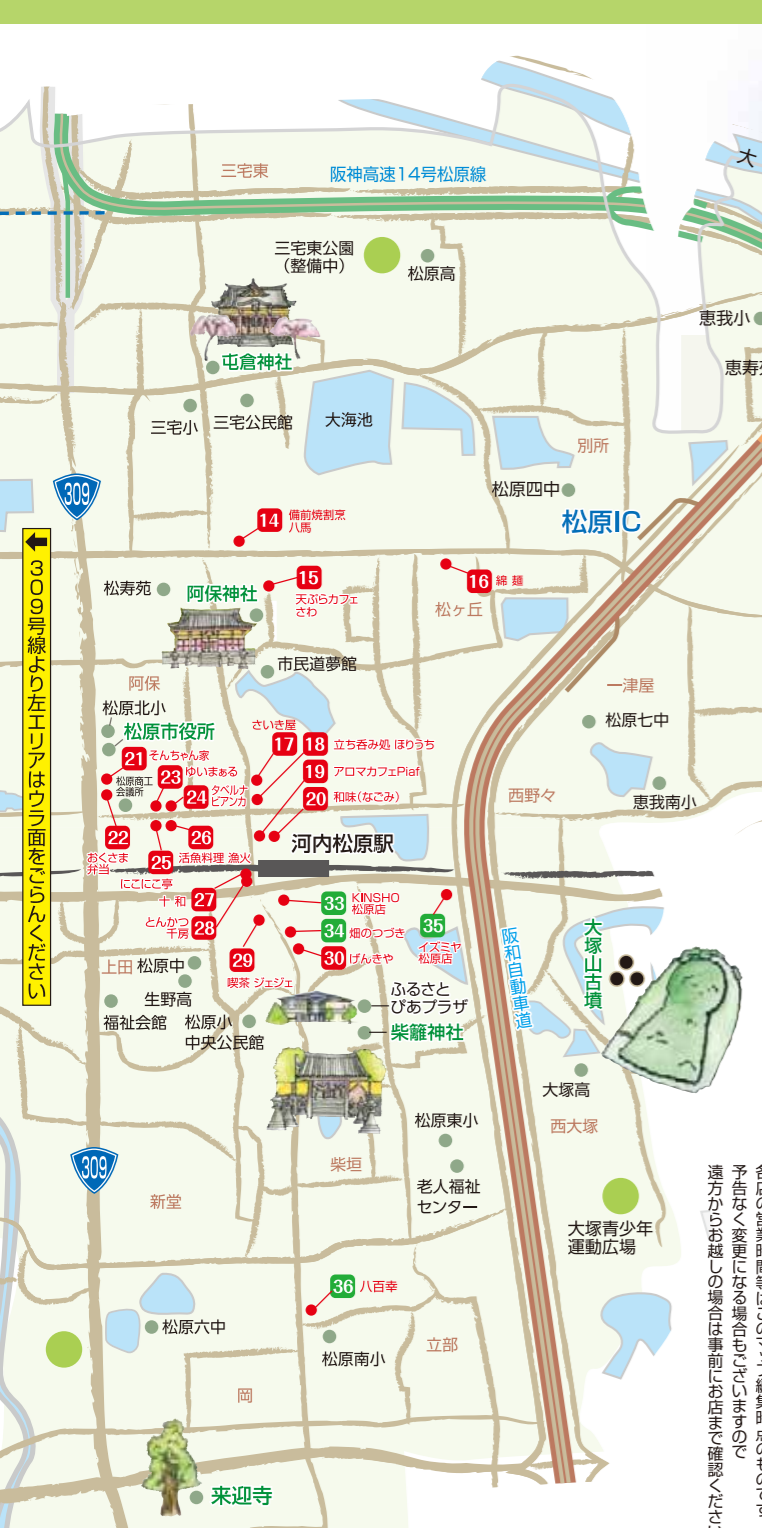 三宅東
阪神高速14号松原線
大
三宅東公園
（整備中）
松原高
恵我小
屯倉神社
三宅小
三宅公民館
大海池
別所
松原四中
309
松原IC
14 備前焼割烹
八馬
←309号線より左エリアはウラ面をごらんください
松寿苑
阿保神社
15
天ぷらカフェ
さわ
16 綿麺
松ヶ丘
市民道夢館
阿保
松原北小
松原市役所
一津屋
松原七中
さいき屋
17
18 立ち呑み処 ほりうち
21 そんちゃん家
松原商工
会議所
23 ゆいまぁる
24 タベルナ
ビアンカ
19 アロマカフェPiaf
20 和味（なごみ）
西野々
恵我南小
22
おくさま
弁当
25
にこにこ亭
26
活魚料理 漁火
河内松原駅
十和 27
とんかつ
千房 28
33 KINSHO
松原店
34 畑のつづき
30 げんきや
35
イズミヤ
松原店
29
喫茶 ジェジェ
阪和自動車道
大塚山古墳
上田
松原中
生野高
福祉会館
松原小
中央公民館
ふるさと
ぴあプラザ
柴籬神社
大塚高
西大塚
松原東小
老人福祉
センター
柴垣
309
新堂
大塚青少年
運動広場
36 八百幸
松原六中
松原南小
立部
岡
来迎寺
予告なく変更になる場合もございますので
遠方からお越しの場合は事前にお店まで確認ください